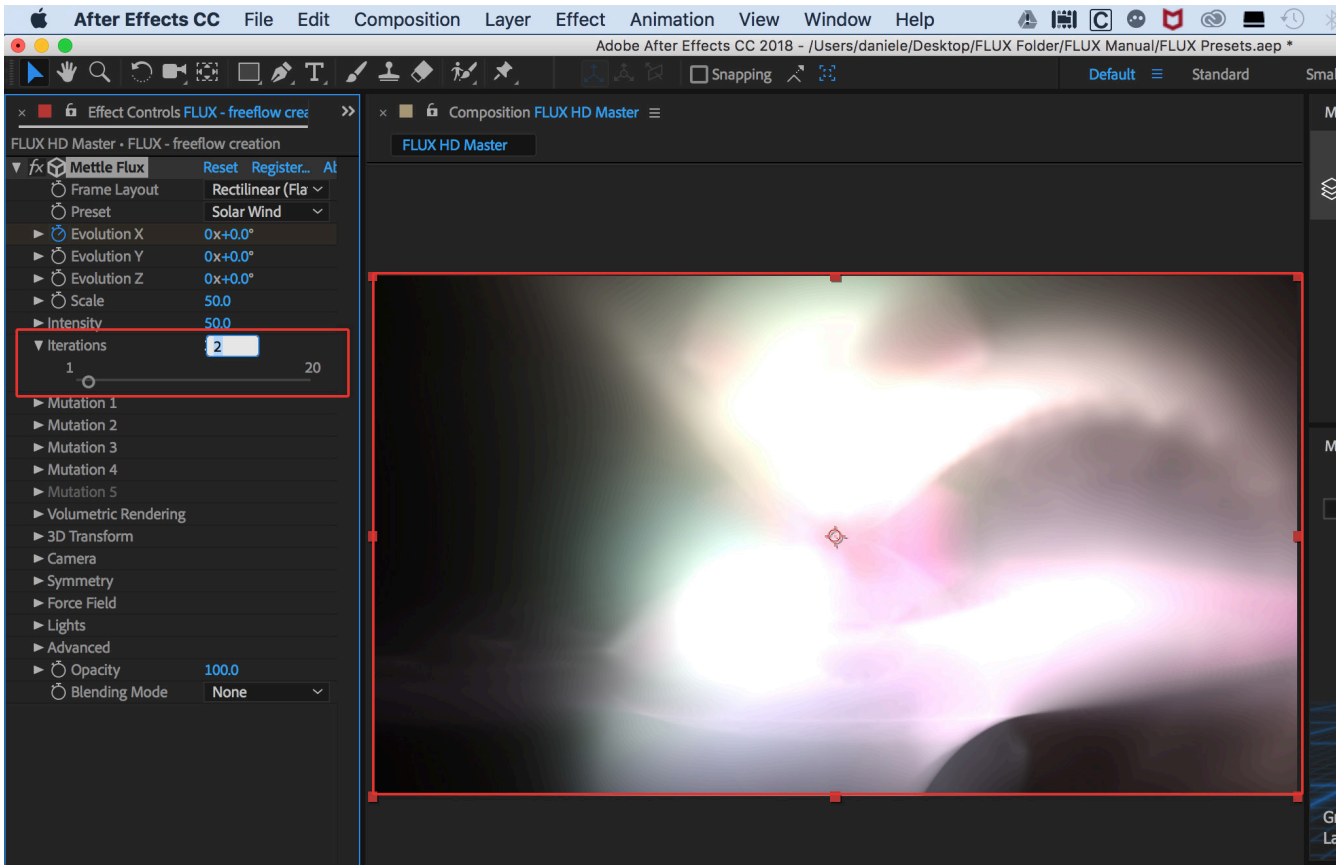 After Effects CC File Edit Composition Layer Effect Animation View Window Help
Adobe After Effects CC 2018 - /Users/daniele/Desktop/FLUX Folder/FLUX Manual/FLUX Presets.aep *
Snapping Default Standard
Effect Controls FLUX - freeflow
Composition FLUX HD Master
FLUX HD Master • FLUX - freeflow creation
FLUX HD Master
fx Mettle Flux Reset Register...
Frame Layout Rectilinear
Preset Solar Wind
Evolution X 0x+0.0°
Evolution Y 0x+0.0°
Evolution Z 0x+0.0°
Scale 50.0
Intensity 50.0
Iterations 2
1 20
Mutation 1
Mutation 2
Mutation 3
Mutation 4
Mutation 5
Volumetric Rendering
3D Transform
Camera
Symmetry
Force Field
Lights
Advanced
Opacity 100.0
Blending Mode None